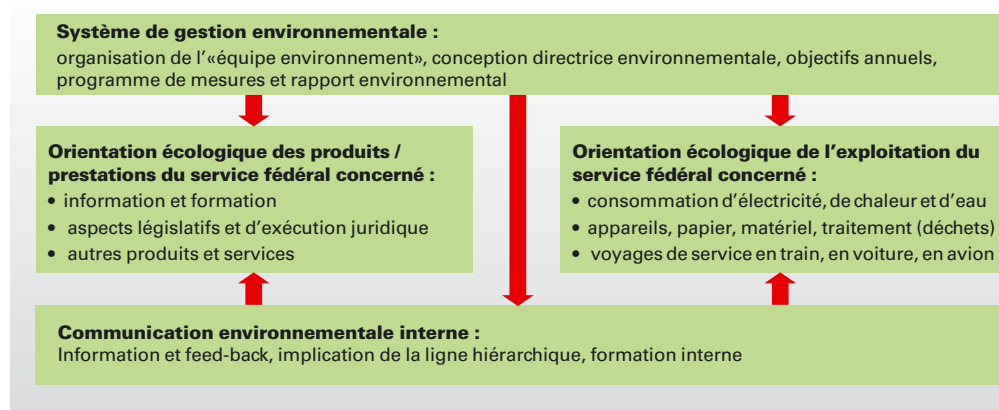 Système de gestion environnementale :
organisation de l'«équipe environnement», conception directrice environnementale, objectifs annuels,
programme de mesures et rapport environnemental
Orientation écologique des produits /
prestations du service fédéral concerné :
• information et formation
• aspects législatifs et d'exécution juridique
• autres produits et services
Orientation écologique de l'exploitation du
service fédéral concerné :
• consommation d'électricité, de chaleur et d'eau
• appareils, papier, matériel, traitement (déchets)
• voyages de service en train, en voiture, en avion
Communication environnementale interne :
Information et feed-back, implication de la ligne hiérarchique, formation interne